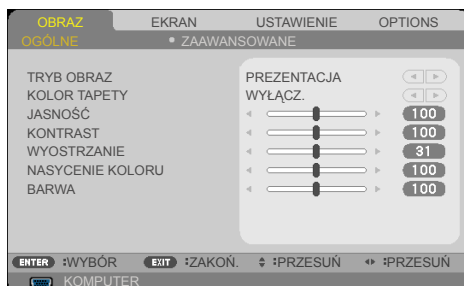 OBRAZ EKRAN USTAWIENIE OPTIONS
OGÓLNE • ZAAWANSOWANE
TRYB OBRAZ PREZENTACJA
KOLOR TAPETY WYŁĄCZ.
JASNOŚĆ 100
KONTRAST 100
WYOSTRZANIE 31
NASYCENIE KOLORU 100
BARWA 100
ENTER :WYBÓR EXIT :ZAKOŃ. :PRZESUŃ :PRZESUŃ
KOMPUTER